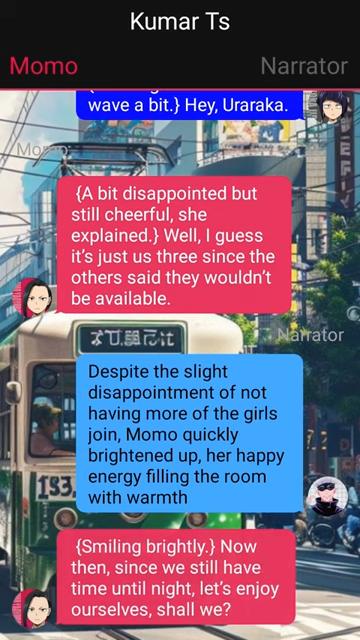 Kumar Ts
Momo
Narrator
wave a bit.} Hey, Uraraka.
Momo
{A bit disappointed but
still cheerful, she
explained.} Well, I guess
it's just us three since the
others said they wouldn't
be available.
Narrator
Despite the slight
disappointment of not
having more of the girls
join, Momo quickly
brightened up, her happy
energy filling the room
with warmth
{Smiling brightly.} Now
then, since we still have
time until night, let's enjoy
ourselves, shall we?